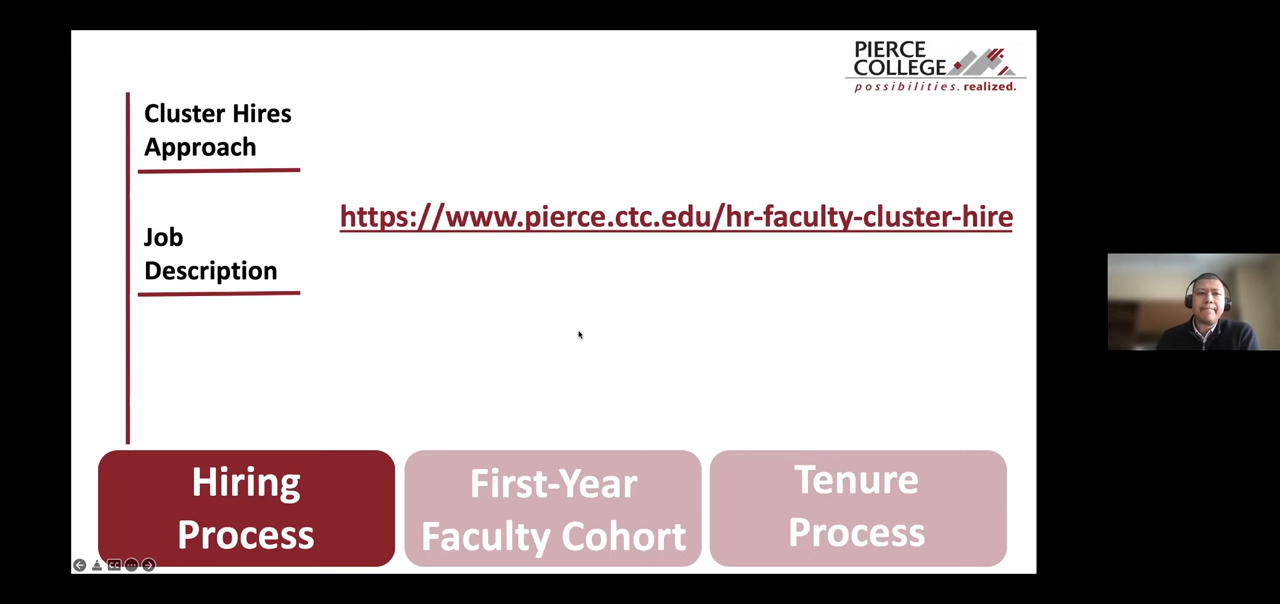 PIERCE
COLLEGE
possibilities. realized.
Cluster Hires
Approach
https://www.pierce.ctc.edu/hr-faculty-cluster-hire
Job
Description
Hiring
Process
First-Year
Faculty Cohort
Tenure
Process
CC